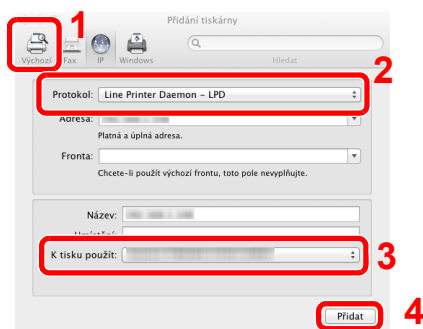 Přidání tiskárny
1
Výchozí Fax IP Windows Hledat
2
Protokol: Line Printer Daemon – LPD
Adresa:
Platná a úplná adresa.
Fronta:
Chcete-li použít výchozí frontu, toto pole nevyplňujte.
Název:
Umístění:
K tisku použít:
3
Přidat
4